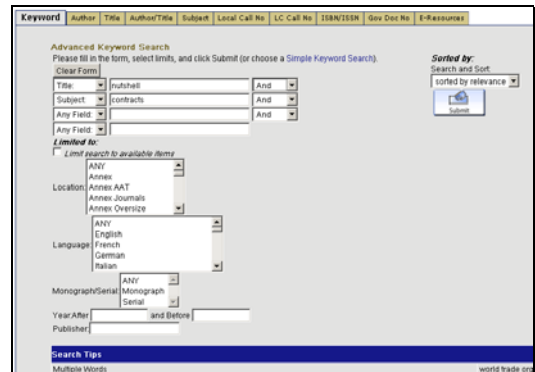 Keyword Author Title Author/Title Subject Local Call No LC Call No ISBN/ISSN Gov Doc No E-Resources
Advanced Keyword Search
Please fill in the form, select limits, and click Submit (or choose a Simple Keyword Search).
Sorted by:
Clear Form
Search and Sort:
Title: nutshell And
sorted by relevance
Subject: contracts And
Submit
Any Field: And
Any Field:
Limited to:
Limit search to available items
ANY
Annex
Location: Annex AAT
Annex Journals
Annex Oversize
ANY
English
Language: French
German
Italian
ANY
Monograph/Serial: Monograph
Serial
Year:After and Before
Publisher:
Search Tips
Multiple Words world trade org